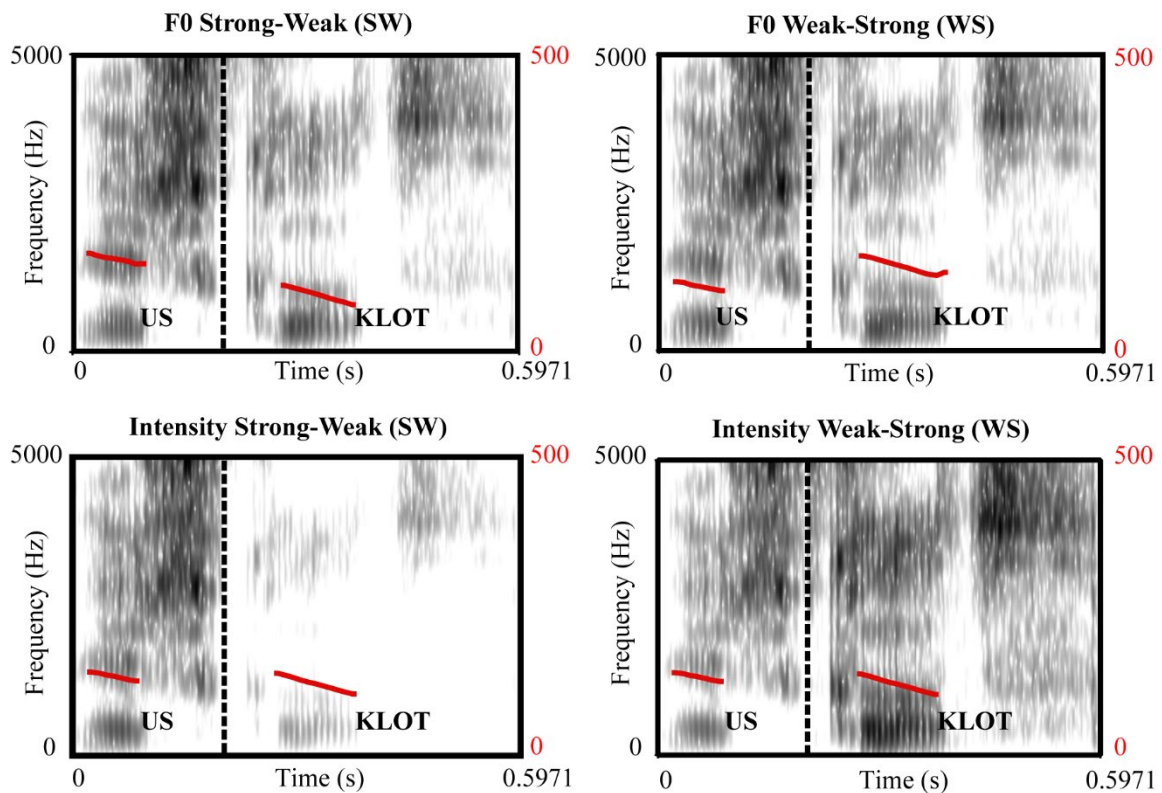 F0 Strong-Weak (SW)
5000
500
Frequency (Hz)
US
KLOT
0
0
0
Time (s)
0.5971
F0 Weak-Strong (WS)
5000
500
Frequency (Hz)
US
KLOT
0
0
0
Time (s)
0.5971
Intensity Strong-Weak (SW)
5000
500
Frequency (Hz)
US
KLOT
0
0
0
Time (s)
0.5971
Intensity Weak-Strong (WS)
5000
500
Frequency (Hz)
US
KLOT
0
0
0
Time (s)
0.5971